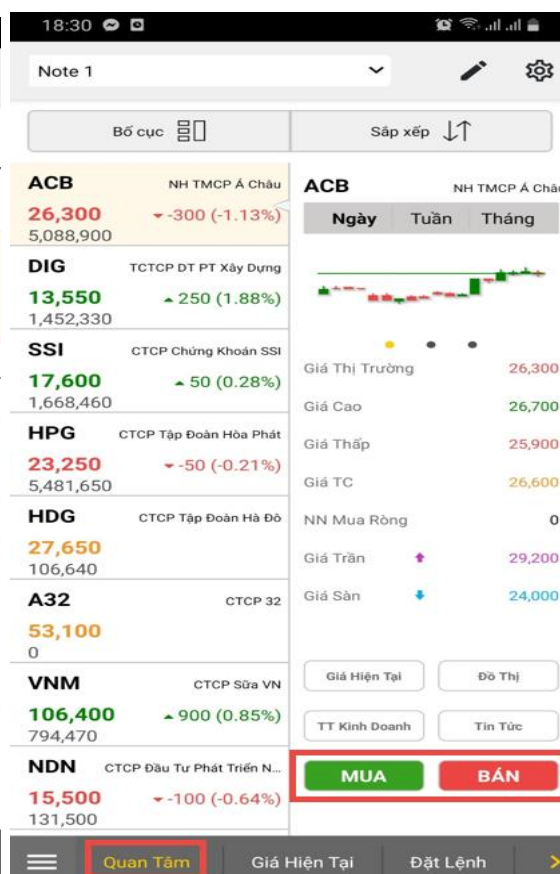 18:30
Note 1
Bố cục
Sắp xếp
ACB NH TMCP Á Châu
26,300 -300 (-1.13%)
5,088,900
DIG TCTCP DT PT Xây Dựng
13,550 250 (1.88%)
1,452,330
SSI CTCP Chứng Khoán SSI
17,600 50 (0.28%)
1,668,460
HPG CTCP Tập Đoàn Hòa Phát
23,250 -50 (-0.21%)
5,481,650
HDG CTCP Tập Đoàn Hà Đô
27,650
106,640
A32 CTCP 32
53,100
0
VNM CTCP Sữa VN
106,400 900 (0.85%)
794,470
NDN CTCP Đầu Tư Phát Triển N...
15,500 -100 (-0.64%)
131,500
ACB NH TMCP Á Châu
Ngày Tuần Tháng
Giá Thị Trường 26,300
Giá Cao 26,700
Giá Thấp 25,900
Giá TC 26,600
NN Mua Ròng 0
Giá Trần 29,200
Giá Sàn 24,000
Giá Hiện Tại Đồ Thị
TT Kinh Doanh Tin Tức
MUA BÁN
Quan Tâm Giá Hiện Tại Đặt Lệnh